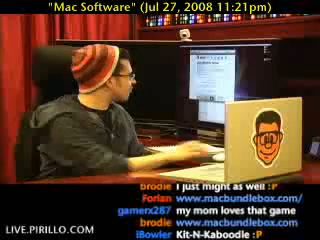 "Mac Software" (Jul 27, 2008 11:21pm)
brodie I just might as well :P
Forlan www.macbundlebox.com/
gamerx287 my mom loves that game
brodie www.macbundlebox.com
iBowler Kit-N-Kaboodle :P
LIVE.PIRILLO.COM